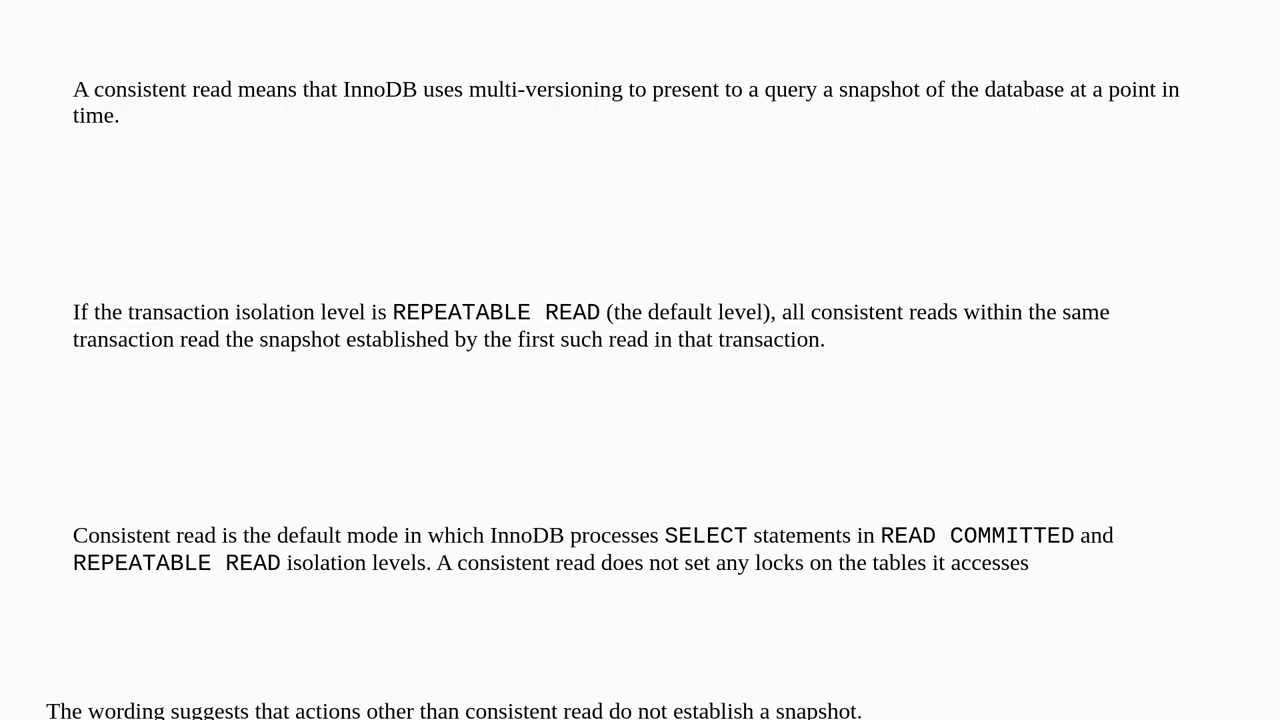 A consistent read means that InnoDB uses multi-versioning to present to a query a snapshot of the database at a point in
time.
If the transaction isolation level is REPEATABLE READ (the default level), all consistent reads within the same
transaction read the snapshot established by the first such read in that transaction.
Consistent read is the default mode in which InnoDB processes SELECT statements in READ COMMITTED and
REPEATABLE READ isolation levels. A consistent read does not set any locks on the tables it accesses
The wording suggests that actions other than consistent read do not establish a snapshot.